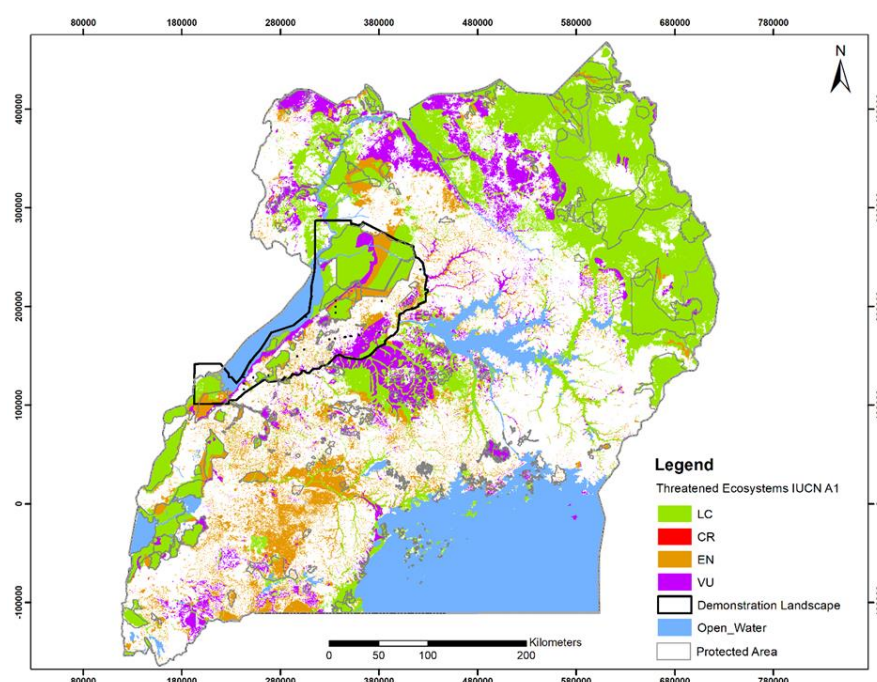 80000 180000 280000 380000 480000 580000 680000 780000
N
400000
300000
200000
100000
0
-100000
Legend
Threatened Ecosystems IUCN A1
LC
CR
EN
VU
Demonstration Landscape
Open_Water
Protected Area
Kilometers
0 50 100 200
80000 180000 280000 380000 480000 580000 680000 780000